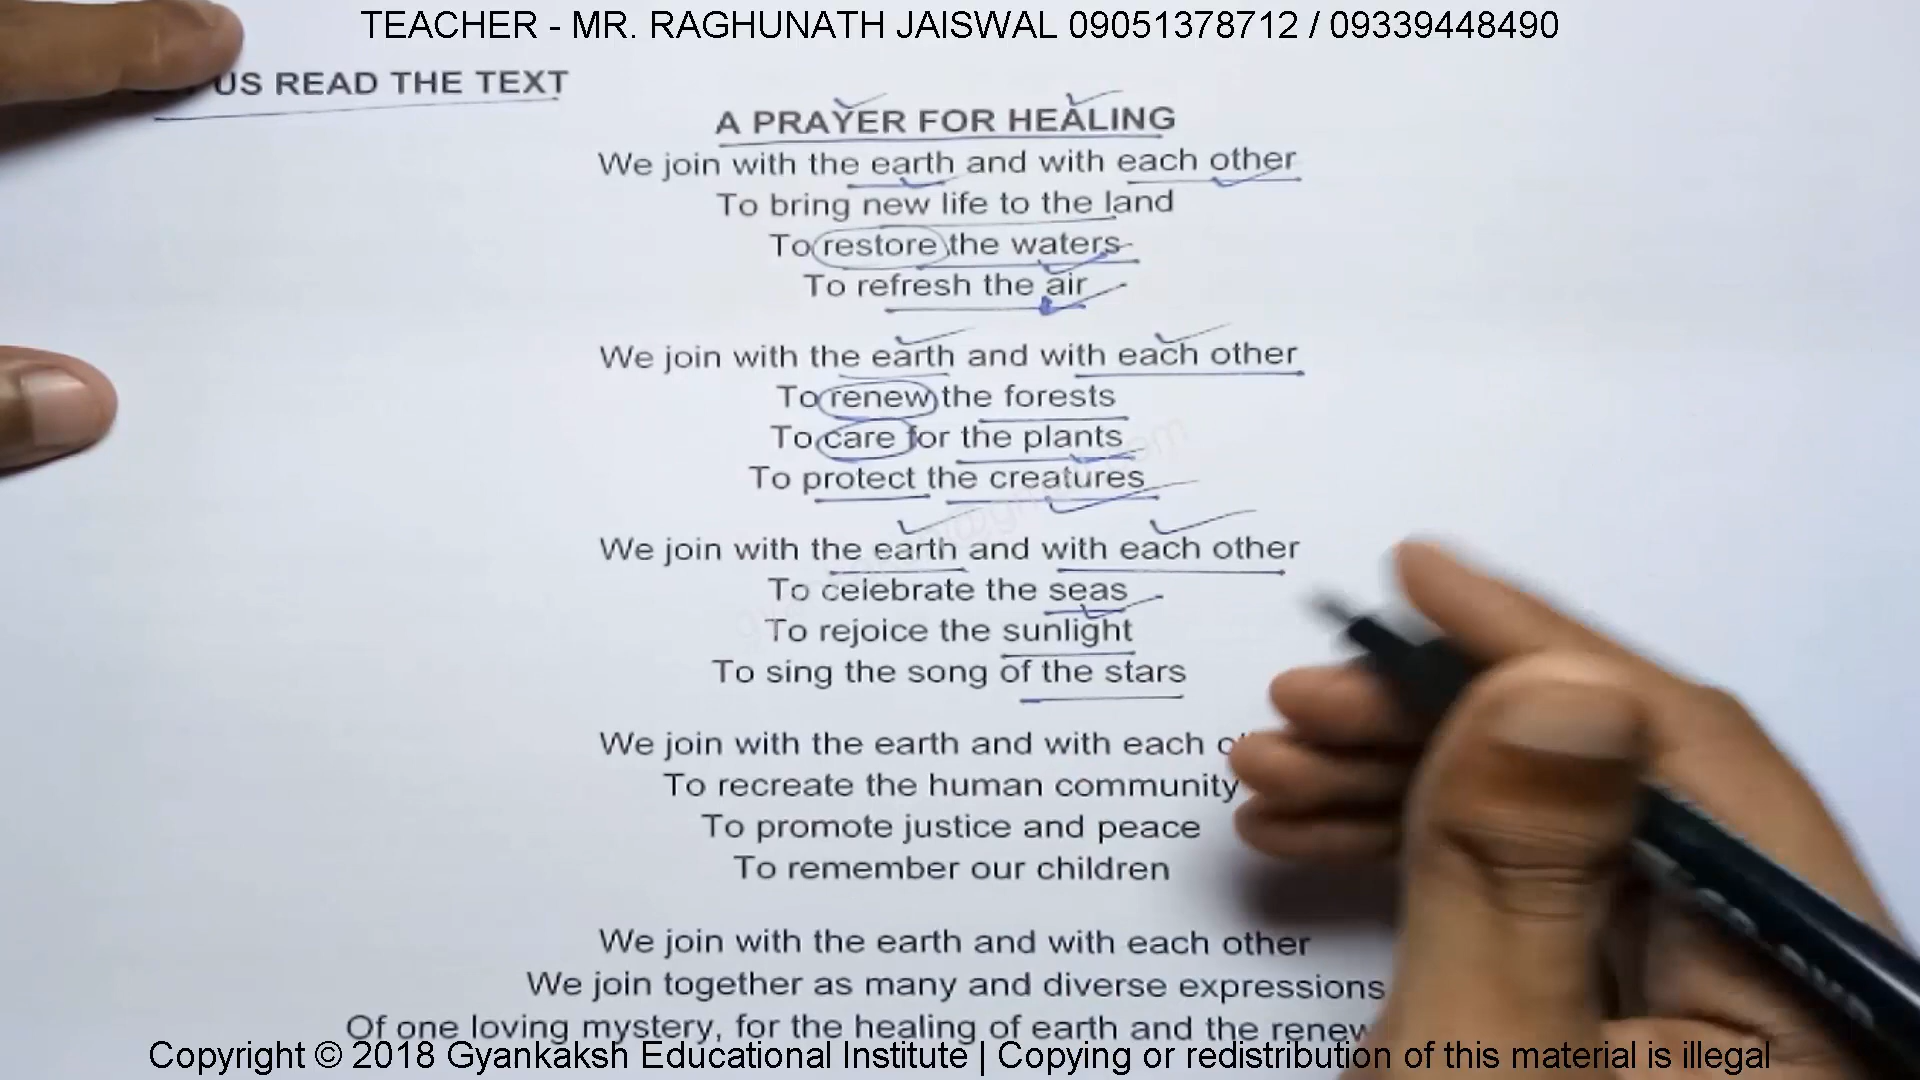 TEACHER - MR. RAGHUNATH JAISWAL 09051378712 / 09339448490
US READ THE TEXT
A PRAYER FOR HEALING
We join with the earth and with each other
To bring new life to the land
To restore the waters
To refresh the air
We join with the earth and with each other
To renew the forests
To care for the plants
To protect the creatures
We join with the earth and with each other
To celebrate the seas
To rejoice the sunlight
To sing the song of the stars
We join with the earth and with each
To recreate the human community
To promote justice and peace
To remember our children
We join with the earth and with each other
We join together as many and diverse expressions
Of one loving mystery, for the healing of earth and the renew
Copyright © 2018 Gyankaksh Educational Institute | Copying or redistribution of this material is illegal